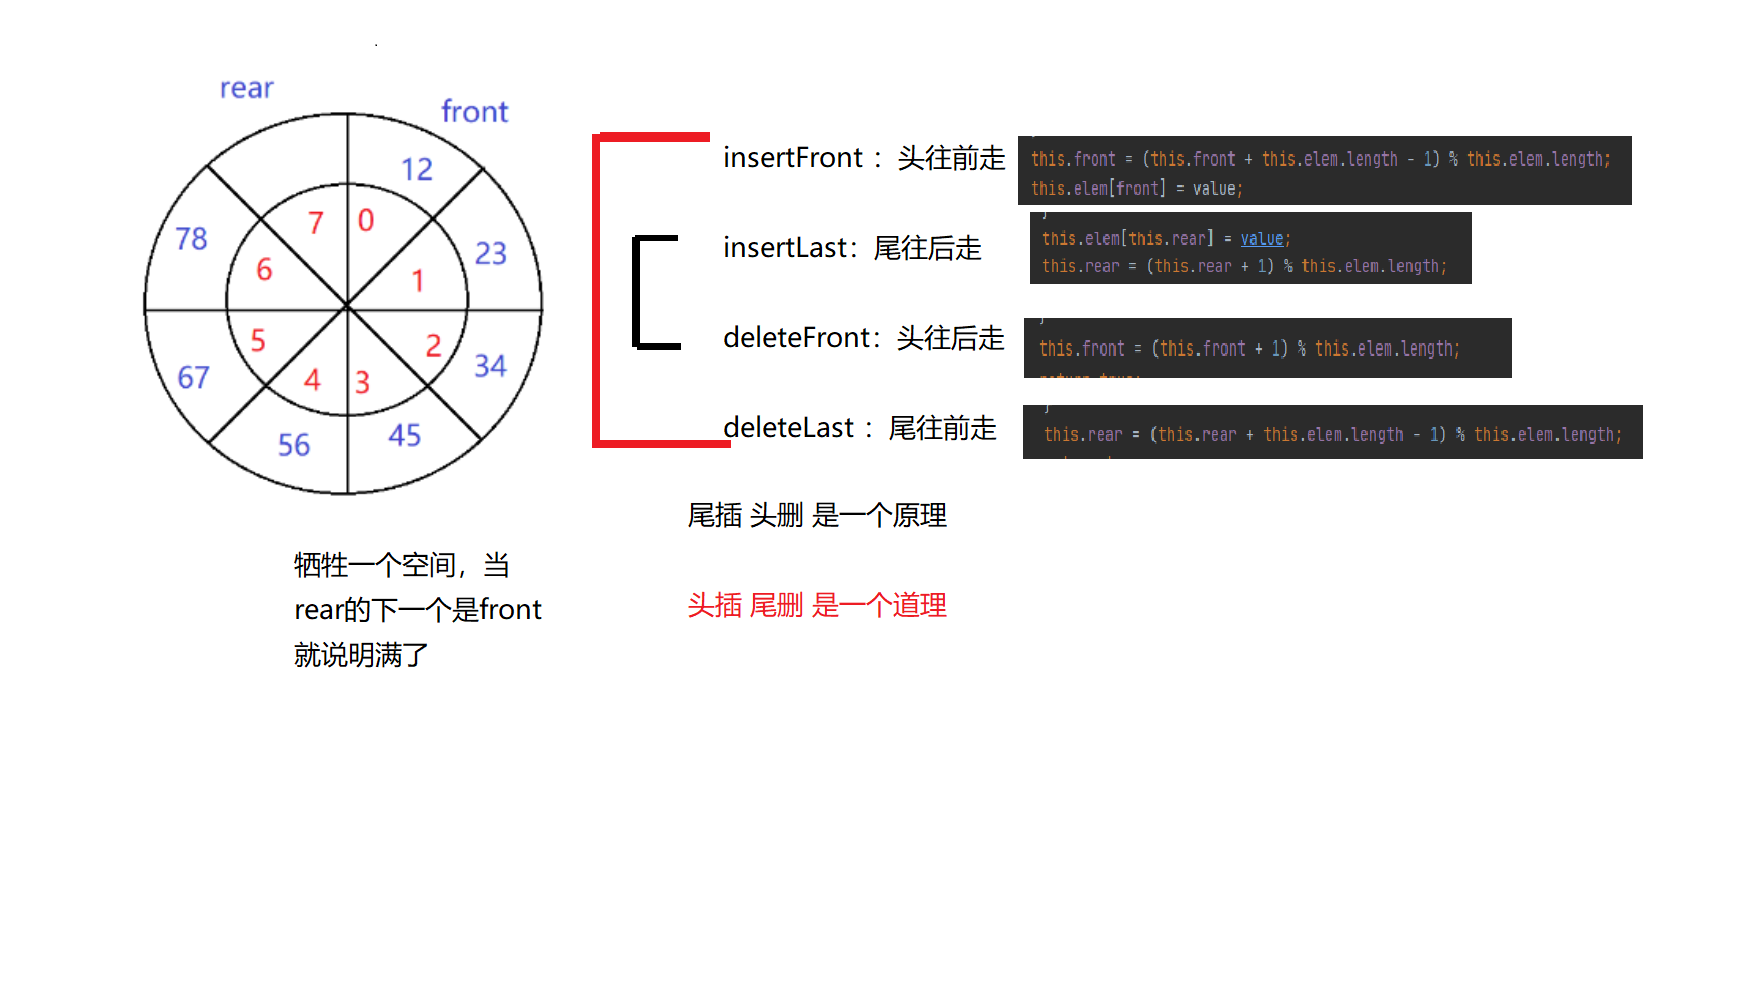 rear
front
12
23
34
45
56
67
78
0
1
2
3
4
5
6
7
牺牲一个空间，当
rear的下一个是front
就说明满了
insertFront ：头往前走
this.front = (this.front + this.elem.length - 1) % this.elem.length;
this.elem[front] = value;
insertLast：尾往后走
this.elem[this.rear] = value;
this.rear = (this.rear + 1) % this.elem.length;
deleteFront：头往后走
this.front = (this.front + 1) % this.elem.length;
deleteLast ：尾往前走
this.rear = (this.rear + this.elem.length - 1) % this.elem.length;
尾插 头删 是一个原理
头插 尾删 是一个道理